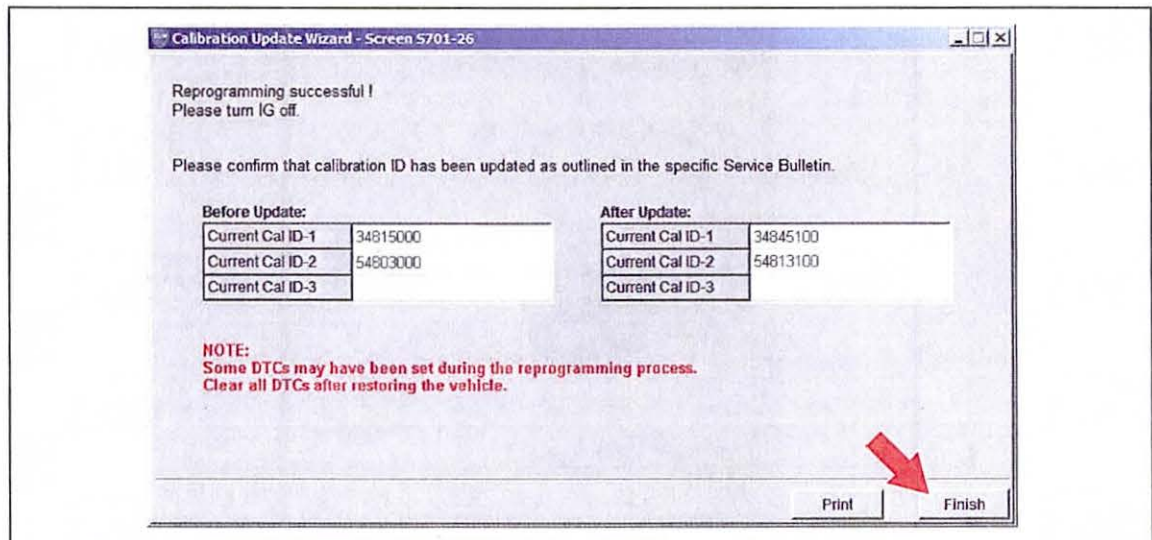 Calibration Update Wizard - Screen S701-26
Reprogramming successful !
Please turn IG off.
Please confirm that calibration ID has been updated as outlined in the specific Service Bulletin.
Before Update:
Current Cal ID-1 34815000
Current Cal ID-2 54803000
Current Cal ID-3
After Update:
Current Cal ID-1 34845100
Current Cal ID-2 54813100
Current Cal ID-3
NOTE:
Some DTCs may have been set during the reprogramming process.
Clear all DTCs after restoring the vehicle.
Print Finish